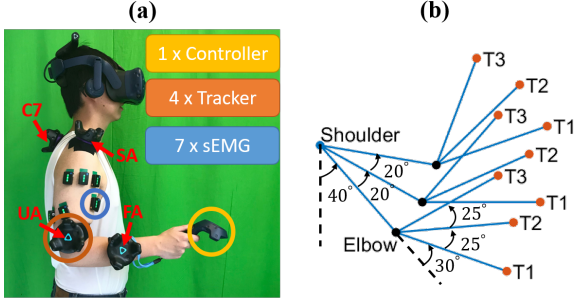 (a)
(b)
1 x Controller
4 x Tracker
7 x sEMG
C7
SA
UA
FA
T3
T2
T3
T1
Shoulder
T2
20°
T3
40°
20°
T1
25°
T2
Elbow
25°
30°
T1